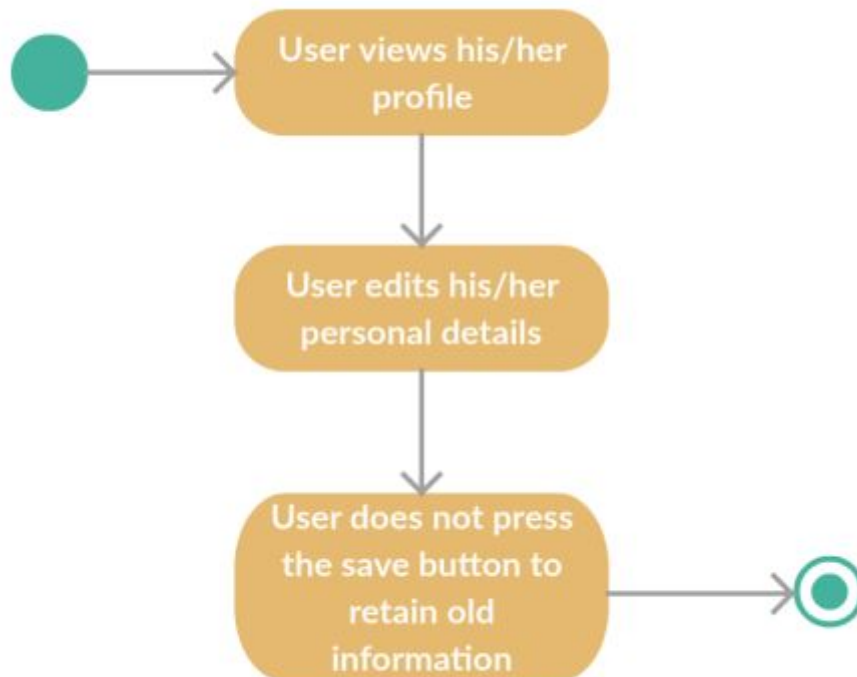 User views his/her
profile
User edits his/her
personal details
User does not press
the save button to
retain old
information